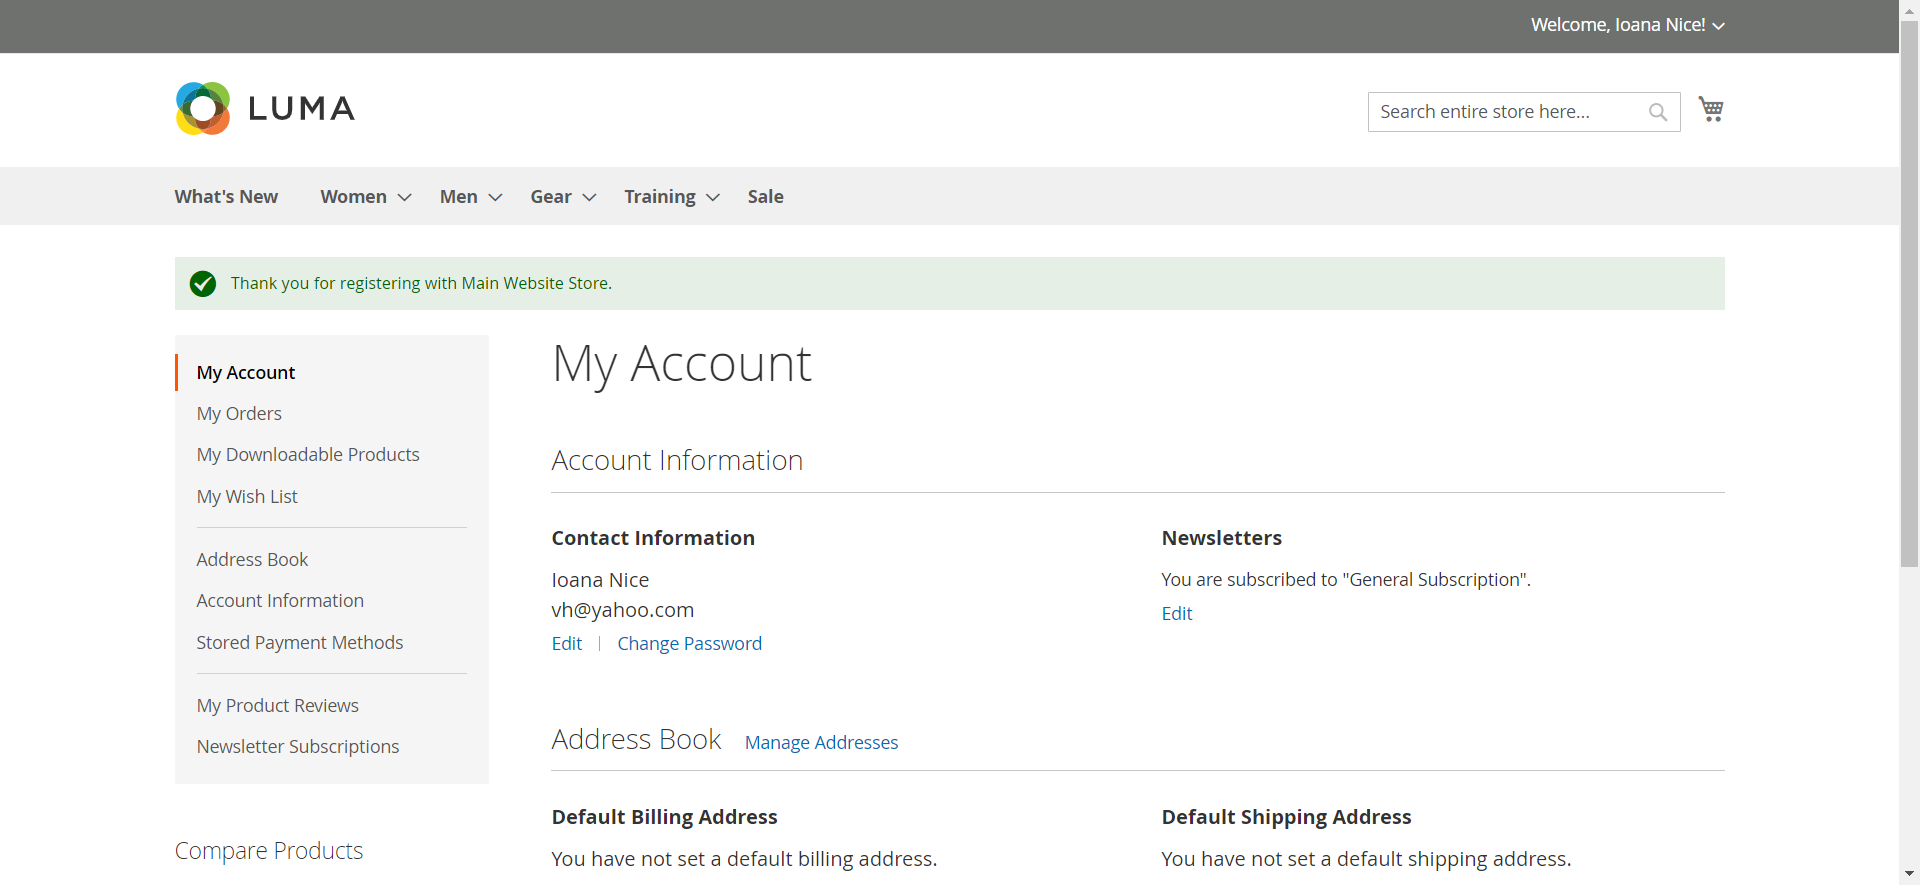 Welcome, Ioana Nice!
LUMA
Search entire store here...
What's New Women Men Gear Training Sale
Thank you for registering with Main Website Store.
My Account
My Orders
My Downloadable Products
My Wish List
Address Book
Account Information
Stored Payment Methods
My Product Reviews
Newsletter Subscriptions
Compare Products
My Account
Account Information
Contact Information
Ioana Nice
vh@yahoo.com
Edit | Change Password
Newsletters
You are subscribed to "General Subscription".
Edit
Address Book Manage Addresses
Default Billing Address
You have not set a default billing address.
Default Shipping Address
You have not set a default shipping address.